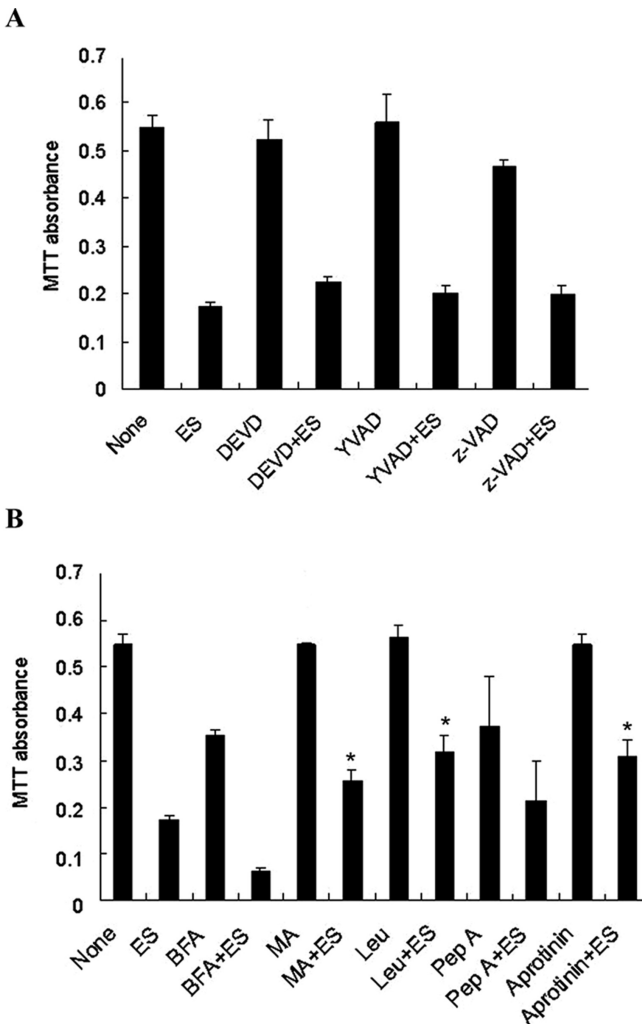 A
0.7
0.6
0.5
0.4
0.3
0.2
0.1
0
MTT absorbance
None
ES
DEVD
DEVD+ES
YVAD
YVAD+ES
z-VAD
z-VAD+ES
B
0.7
0.6
0.5
0.4
0.3
0.2
0.1
0
MTT absorbance
*
*
*
None
ES
BFA
BFA+ES
MA
MA+ES
Leu
Leu+ES
Pep A
Pep A+ES
Aprotinin
Aprotinin+ES